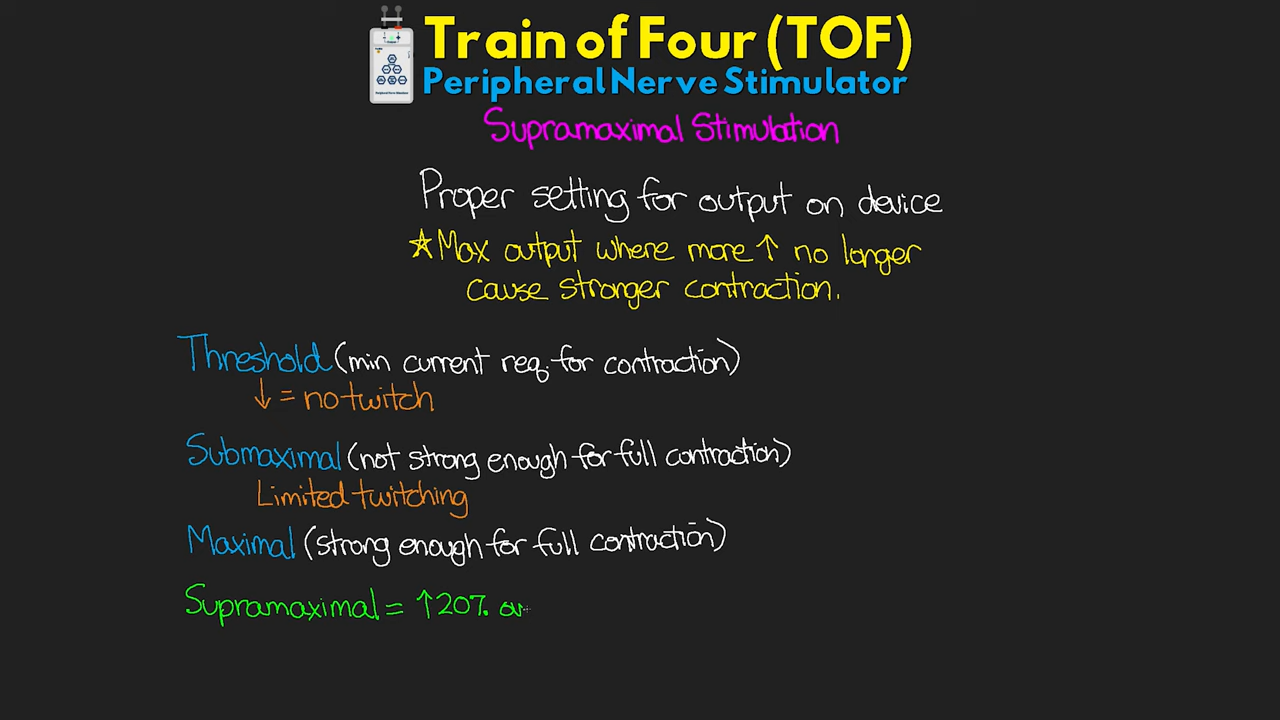 Train of Four (TOF)
Peripheral Nerve Stimulator
Supramaximal Stimulation
Proper setting for output on device
☆Max output where more ↑ no longer
cause stronger contraction.
Threshold (min current req. for contraction)
↓ = no twitch
Submaximal (not strong enough for full contraction)
Limited twitching
Maximal (strong enough for full contraction)
Supramaximal = ↑20%